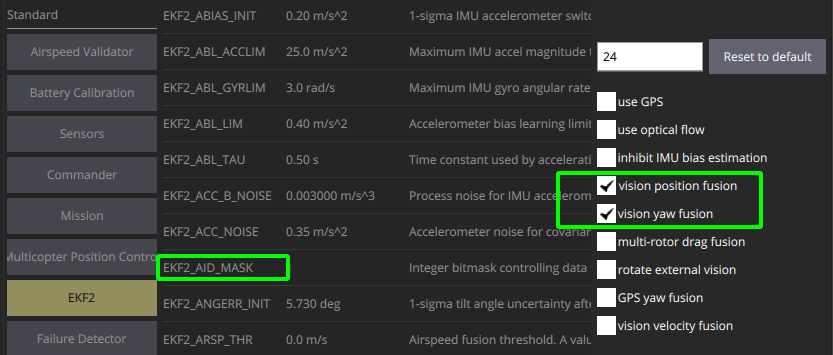 Standard
Airspeed Validator
Battery Calibration
Sensors
Commander
Mission
Multicopter Position Contro
EKF2
Failure Detector
EKF2_ABIAS_INIT 0.20 m/s^2 1-sigma IMU accelerometer switc
EKF2_ABL_ACCLIM 25.0 m/s^2 Maximum IMU accel magnitude t
EKF2_ABL_GYRLIM 3.0 rad/s Maximum IMU gyro angular rate
EKF2_ABL_LIM 0.40 m/s^2 Accelerometer bias learning limit
EKF2_ABL_TAU 0.50 s Time constant used by accelerati
EKF2_ACC_B_NOISE 0.003000 m/s^3 Process noise for IMU accelerom
EKF2_ACC_NOISE 0.35 m/s^2 Accelerometer noise for covarian
EKF2_AID_MASK Integer bitmask controlling data
EKF2_ANGERR_INIT 5.730 deg 1-sigma tilt angle uncertainty afte
EKF2_ARSP_THR 0.0 m/s Airspeed fusion threshold. A valu
24 Reset to default
use GPS
use optical flow
inhibit IMU bias estimation
vision position fusion
vision yaw fusion
multi-rotor drag fusion
rotate external vision
GPS yaw fusion
vision velocity fusion